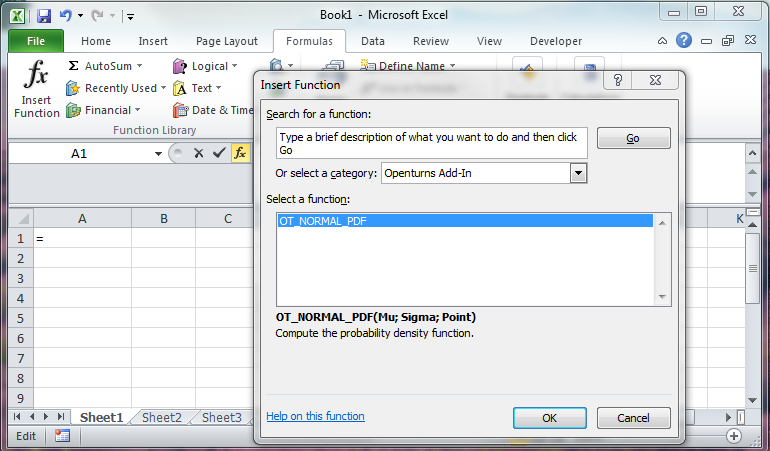 Book1 - Microsoft Excel
File Home Insert Page Layout Formulas Data Review View Developer
Σ AutoSum Logical Define Name
Recently Used Text
Financial Date & Time
fx
Insert
Function
Function Library
A1 fx
A B C K
1 =
2
3
4
5
6
7
8
9
Sheet1 Sheet2 Sheet3
Edit
Insert Function
Search for a function:
Type a brief description of what you want to do and then click
Go
Go
Or select a category: Openturns Add-In
Select a function:
OT_NORMAL_PDF
OT_NORMAL_PDF(Mu; Sigma; Point)
Compute the probability density function.
Help on this function
OK Cancel